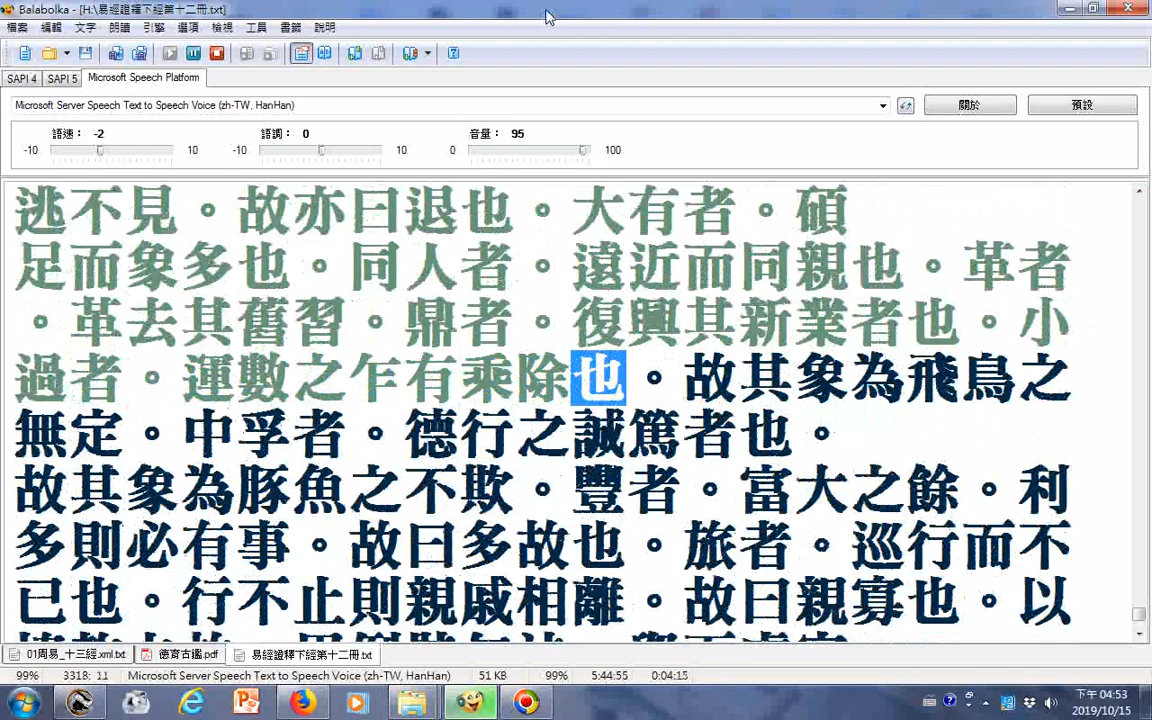 Balabolka - [H:\易經證釋下經第十二冊.txt]
檔案 編輯 文字 朗讀 引擎 選項 檢視 工具 書籤 說明
SAPI 4 SAPI 5 Microsoft Speech Platform
Microsoft Server Speech Text to Speech Voice (zh-TW, HanHan) 關於 預設
語速： -2 語調： 0 音量： 95
-10 10 -10 10 0 100
逃不見。故亦曰退也。大有者。碩
足而象多也。同人者。遠近而同親也。革者
。革去其舊習。鼎者。復興其新業者也。小
過者。運數之乍有乘除也。故其象為飛鳥之
無定。中孚者。德行之誠篤者也。
故其象為豚魚之不欺。豐者。富大之餘。利
多則必有事。故曰多故也。旅者。巡行而不
已也。行不止則親戚相離。故曰親寡也。以
01周易_十三經.xml.txt 德育古鑑.pdf 易經證釋下經第十二冊.txt
99% 3318: 11 Microsoft Server Speech Text to Speech Voice (zh-TW, HanHan) 51 KB 99% 5:44:55 0:04:15
下午 04:53
2019/10/15